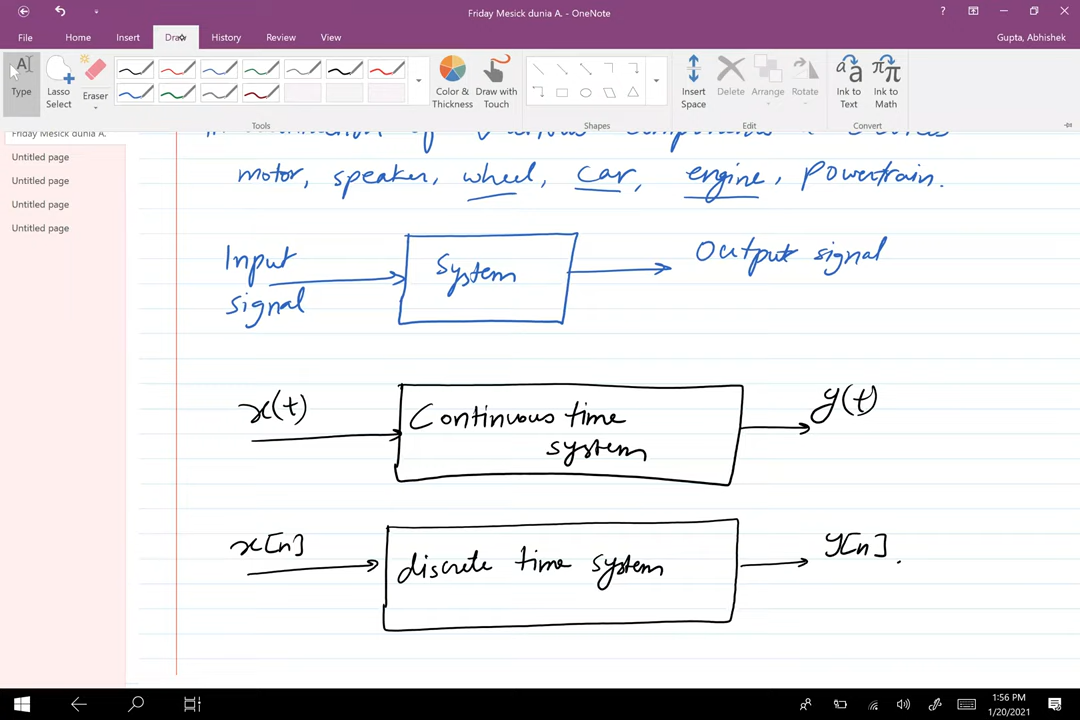 Friday Mesick dunia A. - OneNote
File Home Insert Draw History Review View Gupta, Abhishek
Type
Lasso Select
Eraser
Color & Thickness
Draw with Touch
Insert Space
Delete
Arrange
Rotate
Ink to Text
Ink to Math
Tools
Shapes
Edit
Convert
Friday Mesick dunia A.
Untitled page
Untitled page
Untitled page
Untitled page
of various components
motor, speaker, wheel, car, engine, Powertrain.
Input signal
System
Output signal
x(t)
Continuous time
system
y(t)
x[n]
discrete time system
y[n].
1:56 PM
1/20/2021